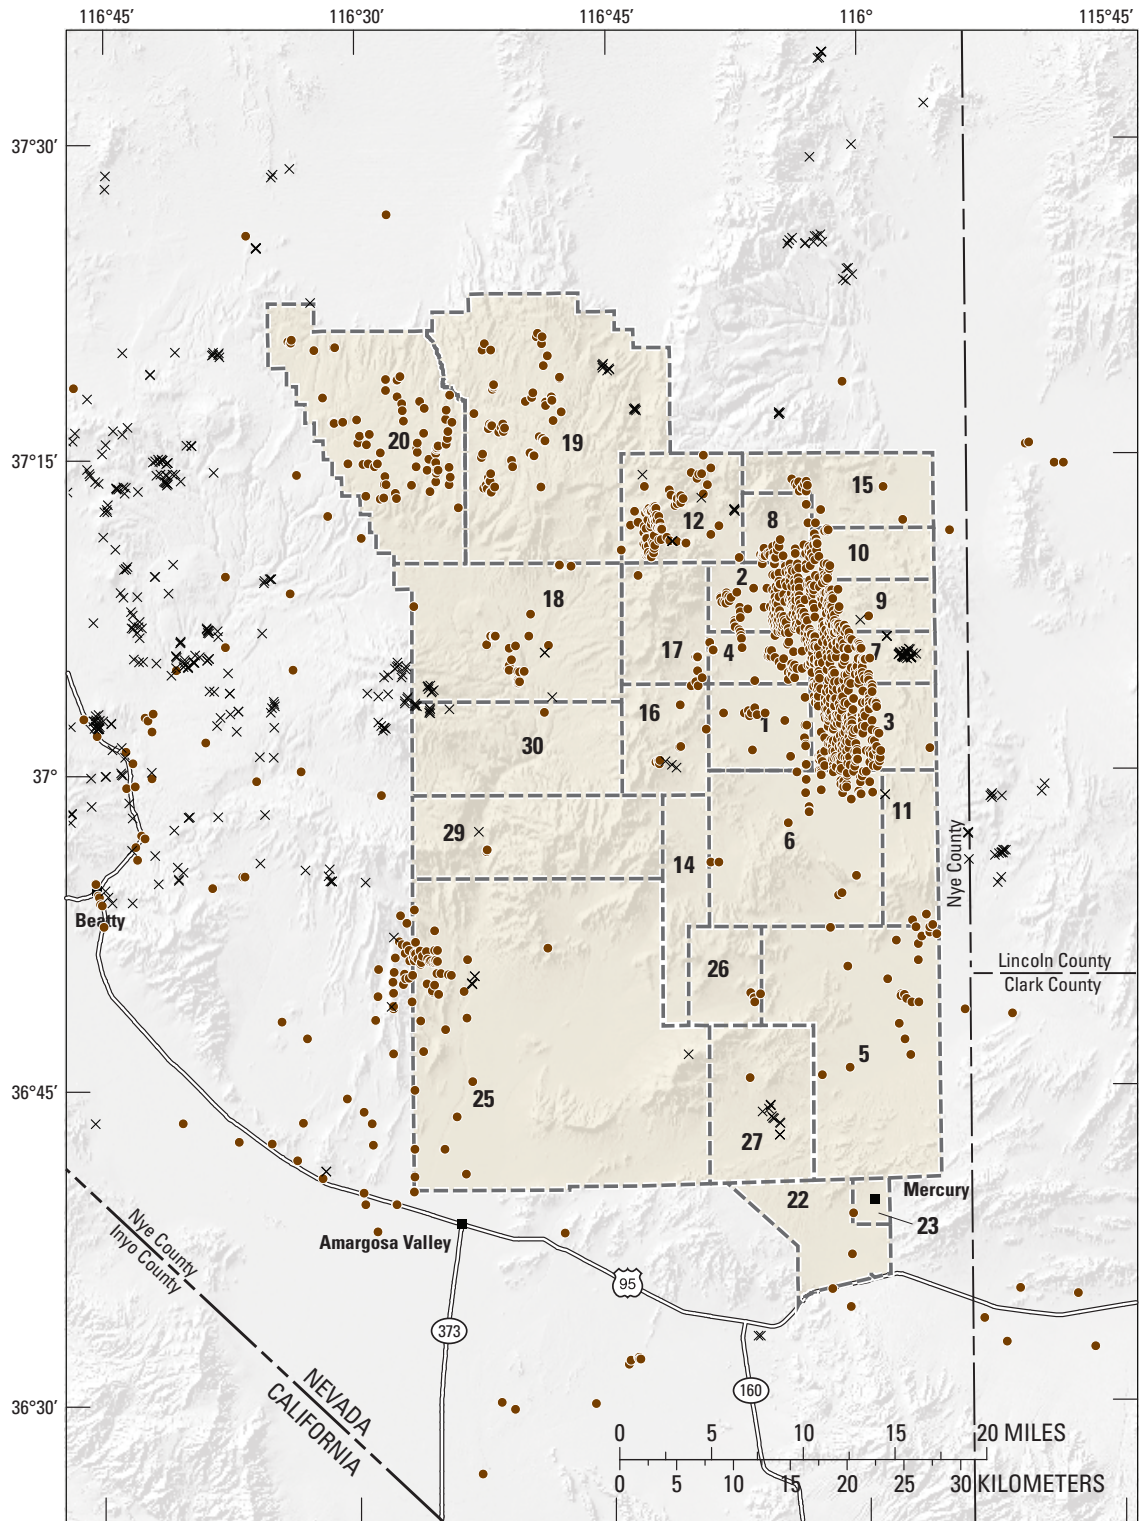 116°45′ 116°30′ 116°45′ 116° 115°45′
37°30′
20
19
37°15′
15
12
8
10
2
18
9
17
4
7
16
1
3
30
37°
11
29
6
14
Nye County
Beatty
26
Lincoln County
Clark County
5
36°45′
25
27
Mercury
22
23
Nye County
Inyo County
Amargosa Valley
95
373
NEVADA
CALIFORNIA
160
36°30′
0 5 10 15 20 MILES
0 5 10 15 20 25 30 KILOMETERS